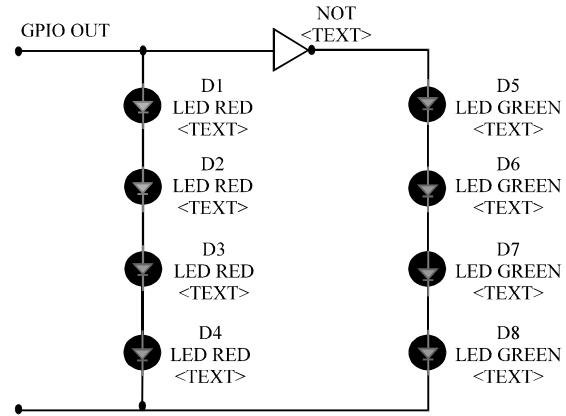 GPIO OUT
NOT
<TEXT>
D1
LED RED
<TEXT>
D2
LED RED
<TEXT>
D3
LED RED
<TEXT>
D4
LED RED
<TEXT>
D5
LED GREEN
<TEXT>
D6
LED GREEN
<TEXT>
D7
LED GREEN
<TEXT>
D8
LED GREEN
<TEXT>